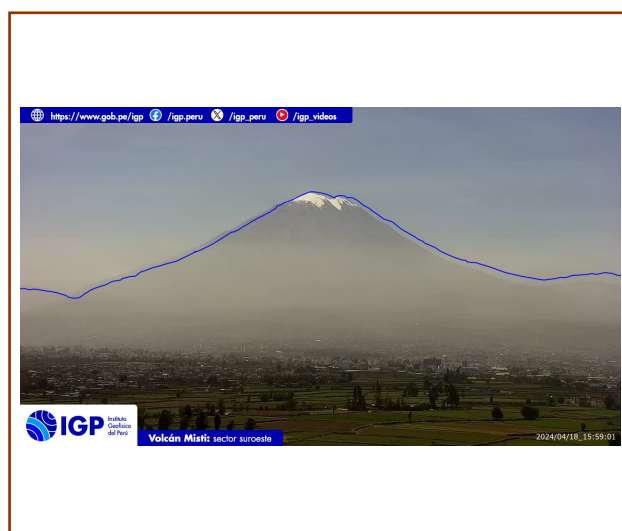 https://www.gob.pe/igp /igp.peru /igp_peru /igp_videos
IGP
Instituto
Geofísico
del Perú
Volcán Misti: sector suroeste
2024/04/18_15:59:01